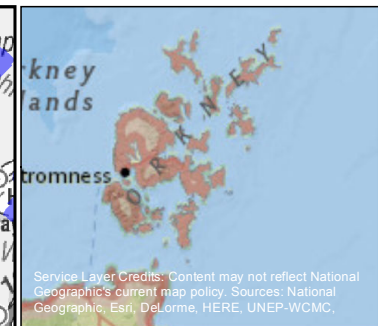 rkney
lands
ORKNEY
tromness
Service Layer Credits: Content may not reflect National
Geographic's current map policy. Sources: National
Geographic, Esri, DeLorme, HERE, UNEP-WCMC,